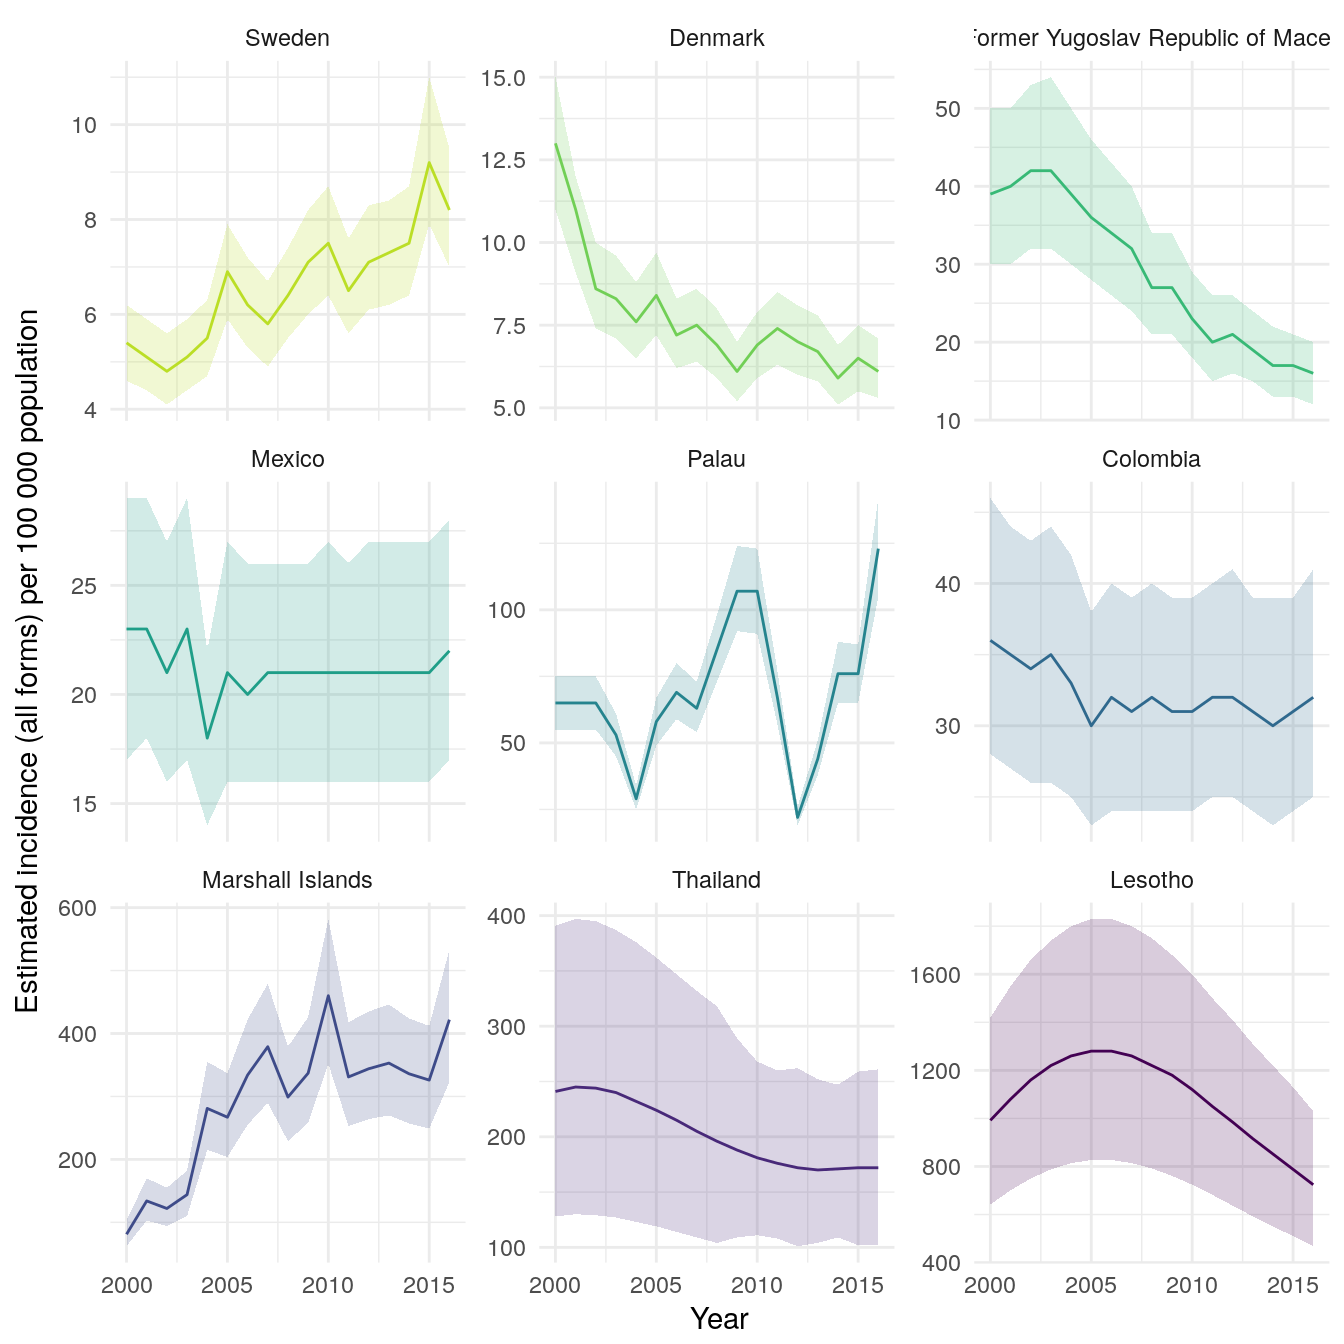 Sweden
Denmark
Former Yugoslav Republic of Mace
10
8
6
4
15.0
12.5
10.0
7.5
5.0
50
40
30
20
10
Estimated incidence (all forms) per 100 000 population
Mexico
Palau
Colombia
25
20
15
100
50
40
30
Marshall Islands
Thailand
Lesotho
600
400
200
400
300
200
100
1600
1200
800
400
2000 2005 2010 2015
2000 2005 2010 2015
2000 2005 2010 2015
Year